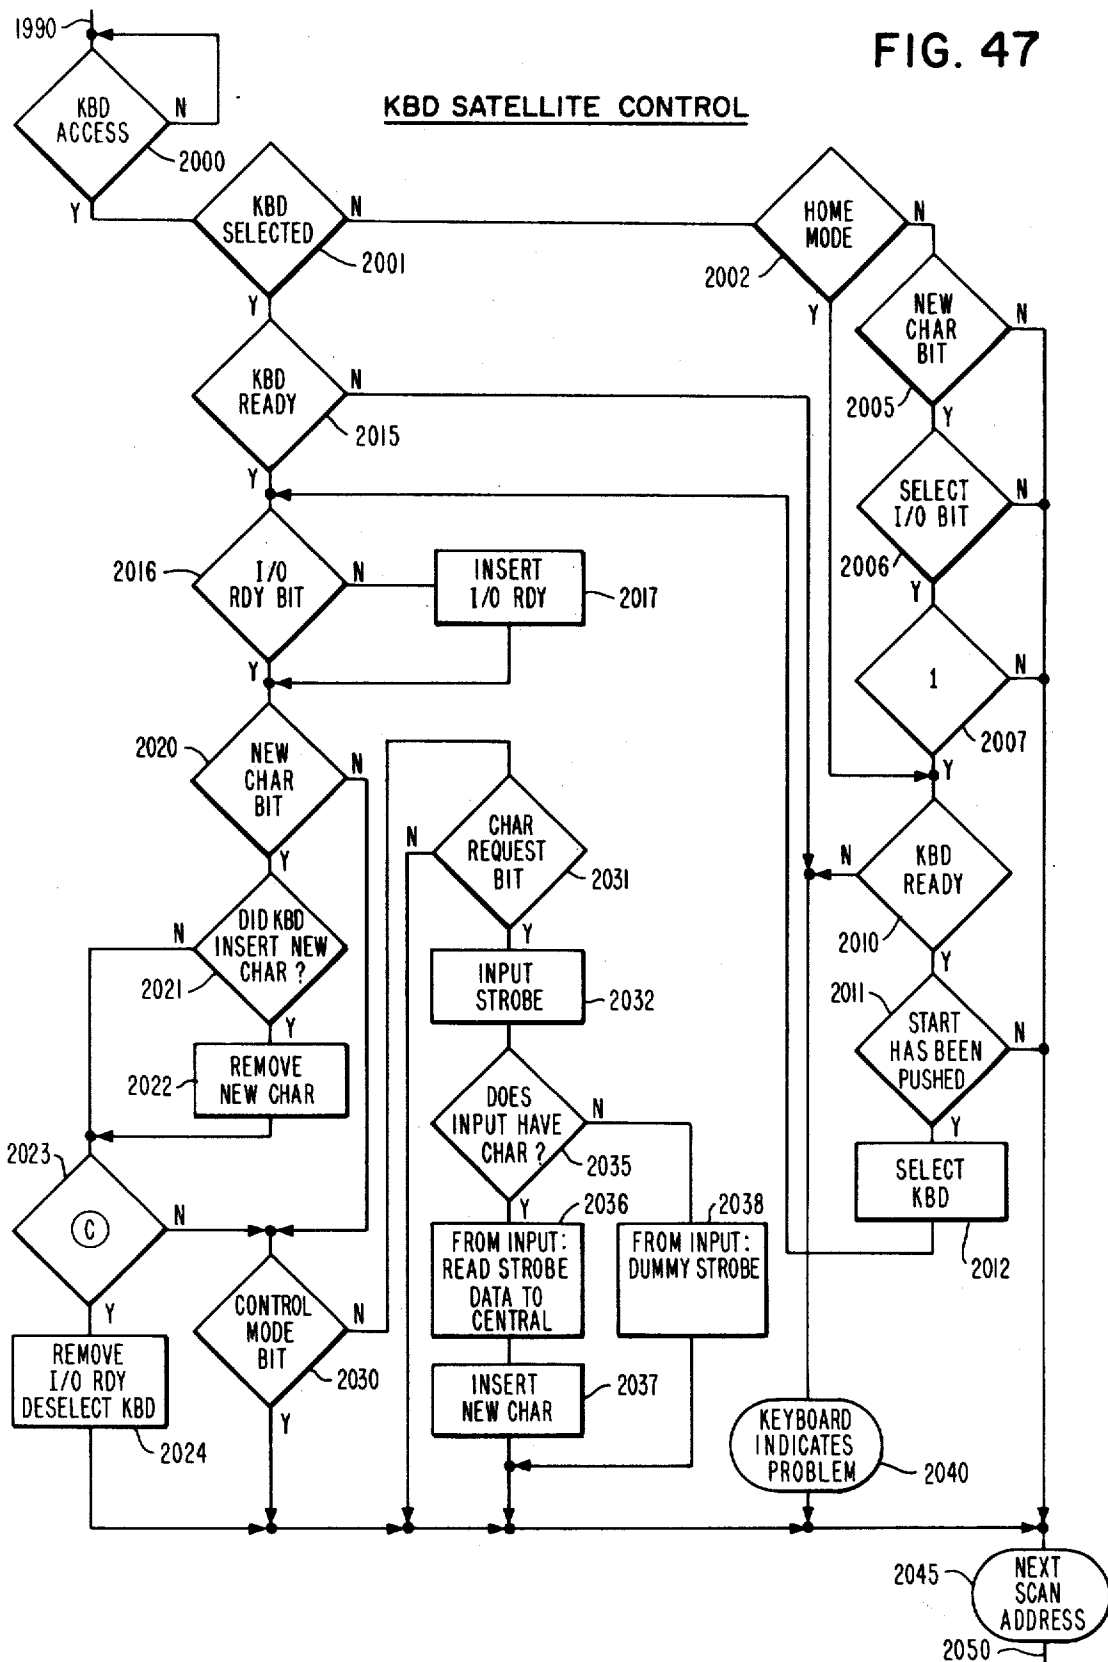 1990
FIG. 47
KBD SATELLITE CONTROL
KBD
ACCESS
N
2000
Y
KBD
SELECTED
N
2001
Y
HOME
MODE
N
2002
Y
NEW
CHAR
BIT
N
2005
Y
KBD
READY
N
2015
Y
SELECT
I/O BIT
N
2006
Y
2016
I/O
RDY BIT
N
Y
INSERT
I/O RDY
2017
1
N
2007
Y
2020
NEW
CHAR
BIT
N
Y
N
CHAR
REQUEST
BIT
2031
Y
N
KBD
READY
2010
Y
N
DID KBD
INSERT NEW
CHAR ?
2021
Y
INPUT
STROBE
2032
2011
START
HAS BEEN
PUSHED
N
Y
2022
REMOVE
NEW CHAR
DOES
INPUT HAVE
CHAR ?
N
2035
Y
SELECT
KBD
2012
2023
C
N
Y
2036
FROM INPUT:
READ STROBE
DATA TO
CENTRAL
2038
FROM INPUT:
DUMMY STROBE
CONTROL
MODE
BIT
N
2030
Y
REMOVE
I/O RDY
DESELECT KBD
2024
INSERT
NEW CHAR
2037
KEYBOARD
INDICATES
PROBLEM
2040
2045
NEXT
SCAN
ADDRESS
2050